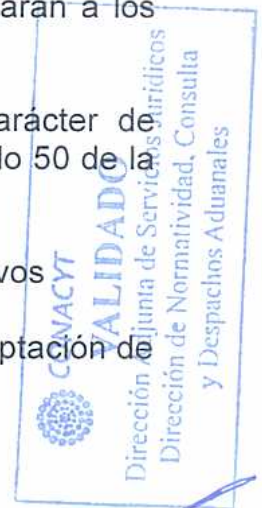 arán a los
arácter de
lo 50 de la
vos
ptación de
CONACYT
VALIDADO
Dirección Adjunta de Servicios Jurídicos
Dirección de Normatividad, Consulta
y Despachos Aduanales